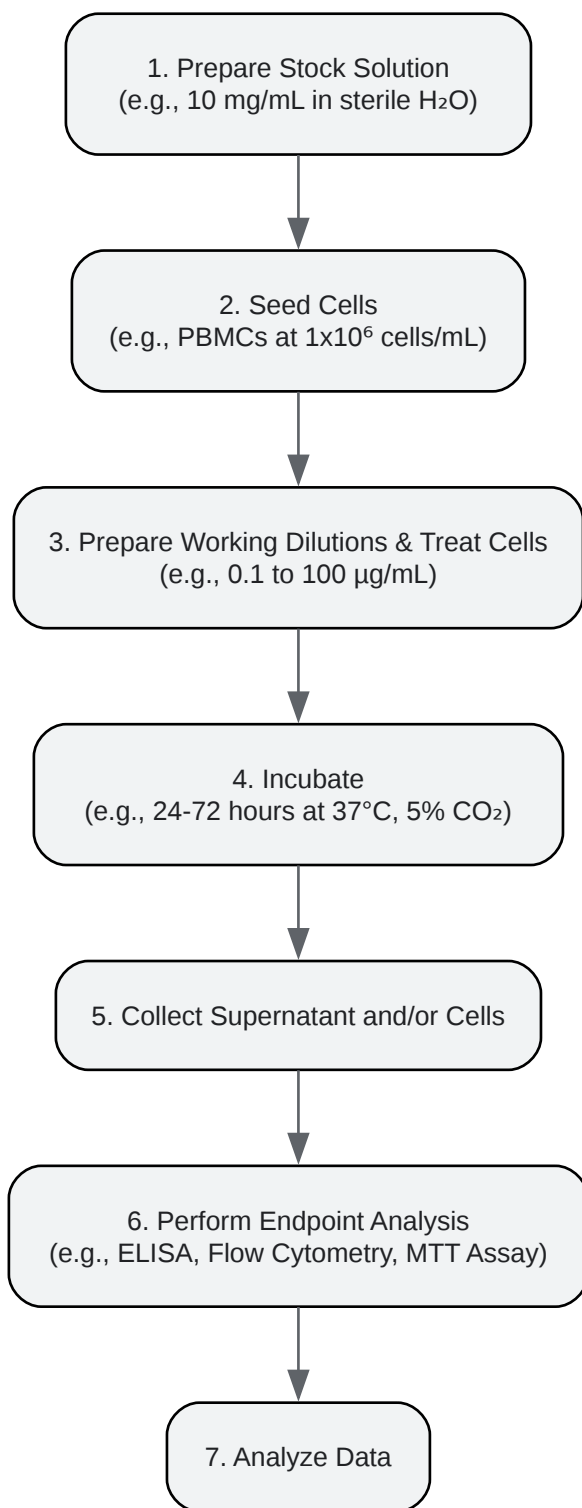 1. Prepare Stock Solution
(e.g., 10 mg/mL in sterile H₂O)
2. Seed Cells
(e.g., PBMCs at 1x10⁶ cells/mL)
3. Prepare Working Dilutions & Treat Cells
(e.g., 0.1 to 100 µg/mL)
4. Incubate
(e.g., 24-72 hours at 37°C, 5% CO₂)
5. Collect Supernatant and/or Cells
6. Perform Endpoint Analysis
(e.g., ELISA, Flow Cytometry, MTT Assay)
7. Analyze Data